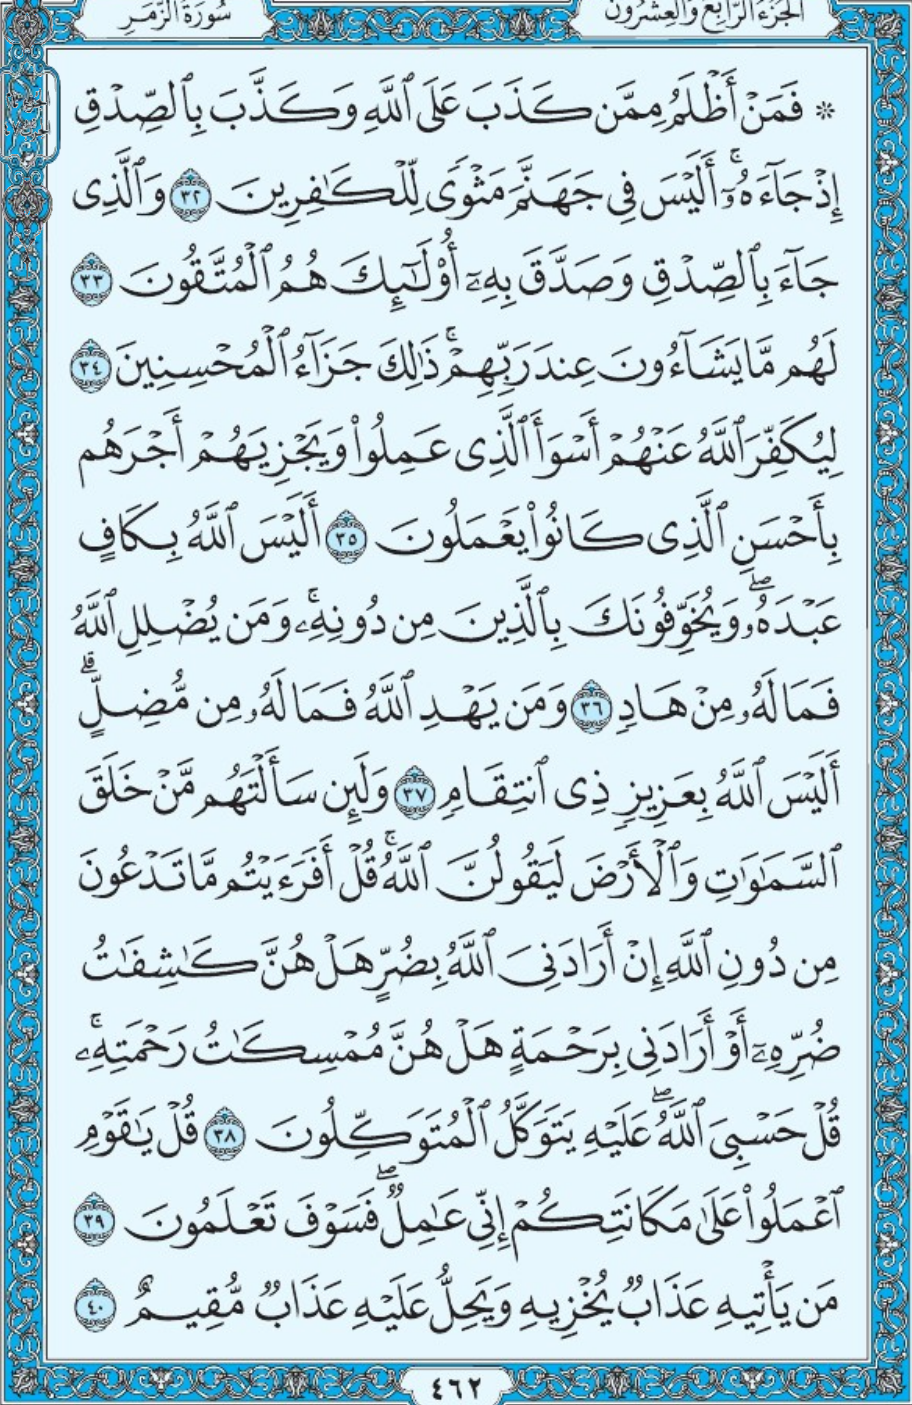 الجزء الرابع والعشرون
سورة الزمر
۞ فَمَنْ أَظْلَمُ مِمَّن كَذَبَ عَلَى ٱللَّهِ وَكَذَّبَ بِٱلصِّدْقِ
إِذْ جَآءَهُۥٓ ۚ أَلَيْسَ فِى جَهَنَّمَ مَثْوًى لِّلْكَٰفِرِينَ ٣٢ وَٱلَّذِى
جَآءَ بِٱلصِّدْقِ وَصَدَّقَ بِهِۦٓ أُو۟لَٰٓئِكَ هُمُ ٱلْمُتَّقُونَ ٣٣
لَهُم مَّا يَشَآءُونَ عِندَ رَبِّهِمْ ۚ ذَٰلِكَ جَزَآءُ ٱلْمُحْسِنِينَ ٣٤
لِيُكَفِّرَ ٱللَّهُ عَنْهُمْ أَسْوَأَ ٱلَّذِى عَمِلُوا۟ وَيَجْزِيَهُمْ أَجْرَهُم
بِأَحْسَنِ ٱلَّذِى كَانُوا۟ يَعْمَلُونَ ٣٥ أَلَيْسَ ٱللَّهُ بِكَافٍ
عَبْدَهُۥ ۖ وَيُخَوِّفُونَكَ بِٱلَّذِينَ مِن دُونِهِۦ ۚ وَمَن يُضْلِلِ ٱللَّهُ
فَمَا لَهُۥ مِنْ هَادٍ ٣٦ وَمَن يَهْدِ ٱللَّهُ فَمَا لَهُۥ مِن مُّضِلٍّ ۗ
أَلَيْسَ ٱللَّهُ بِعَزِيزٍ ذِى ٱنتِقَامٍ ٣٧ وَلَئِن سَأَلْتَهُم مَّنْ خَلَقَ
ٱلسَّمَٰوَٰتِ وَٱلْأَرْضَ لَيَقُولُنَّ ٱللَّهُ ۚ قُلْ أَفَرَءَيْتُم مَّا تَدْعُونَ
مِن دُونِ ٱللَّهِ إِنْ أَرَادَنِىَ ٱللَّهُ بِضُرٍّ هَلْ هُنَّ كَٰشِفَٰتُ
ضُرِّهِۦٓ أَوْ أَرَادَنِى بِرَحْمَةٍ هَلْ هُنَّ مُمْسِكَٰتُ رَحْمَتِهِۦ ۚ
قُلْ حَسْبِىَ ٱللَّهُ ۖ عَلَيْهِ يَتَوَكَّلُ ٱلْمُتَوَكِّلُونَ ٣٨ قُلْ يَٰقَوْمِ
ٱعْمَلُوا۟ عَلَىٰ مَكَانَتِكُمْ إِنِّى عَٰمِلٌ ۖ فَسَوْفَ تَعْلَمُونَ ٣٩
مَن يَأْتِيهِ عَذَابٌ يُخْزِيهِ وَيَحِلُّ عَلَيْهِ عَذَابٌ مُّقِيمٌ ٤٠
٤٦٢